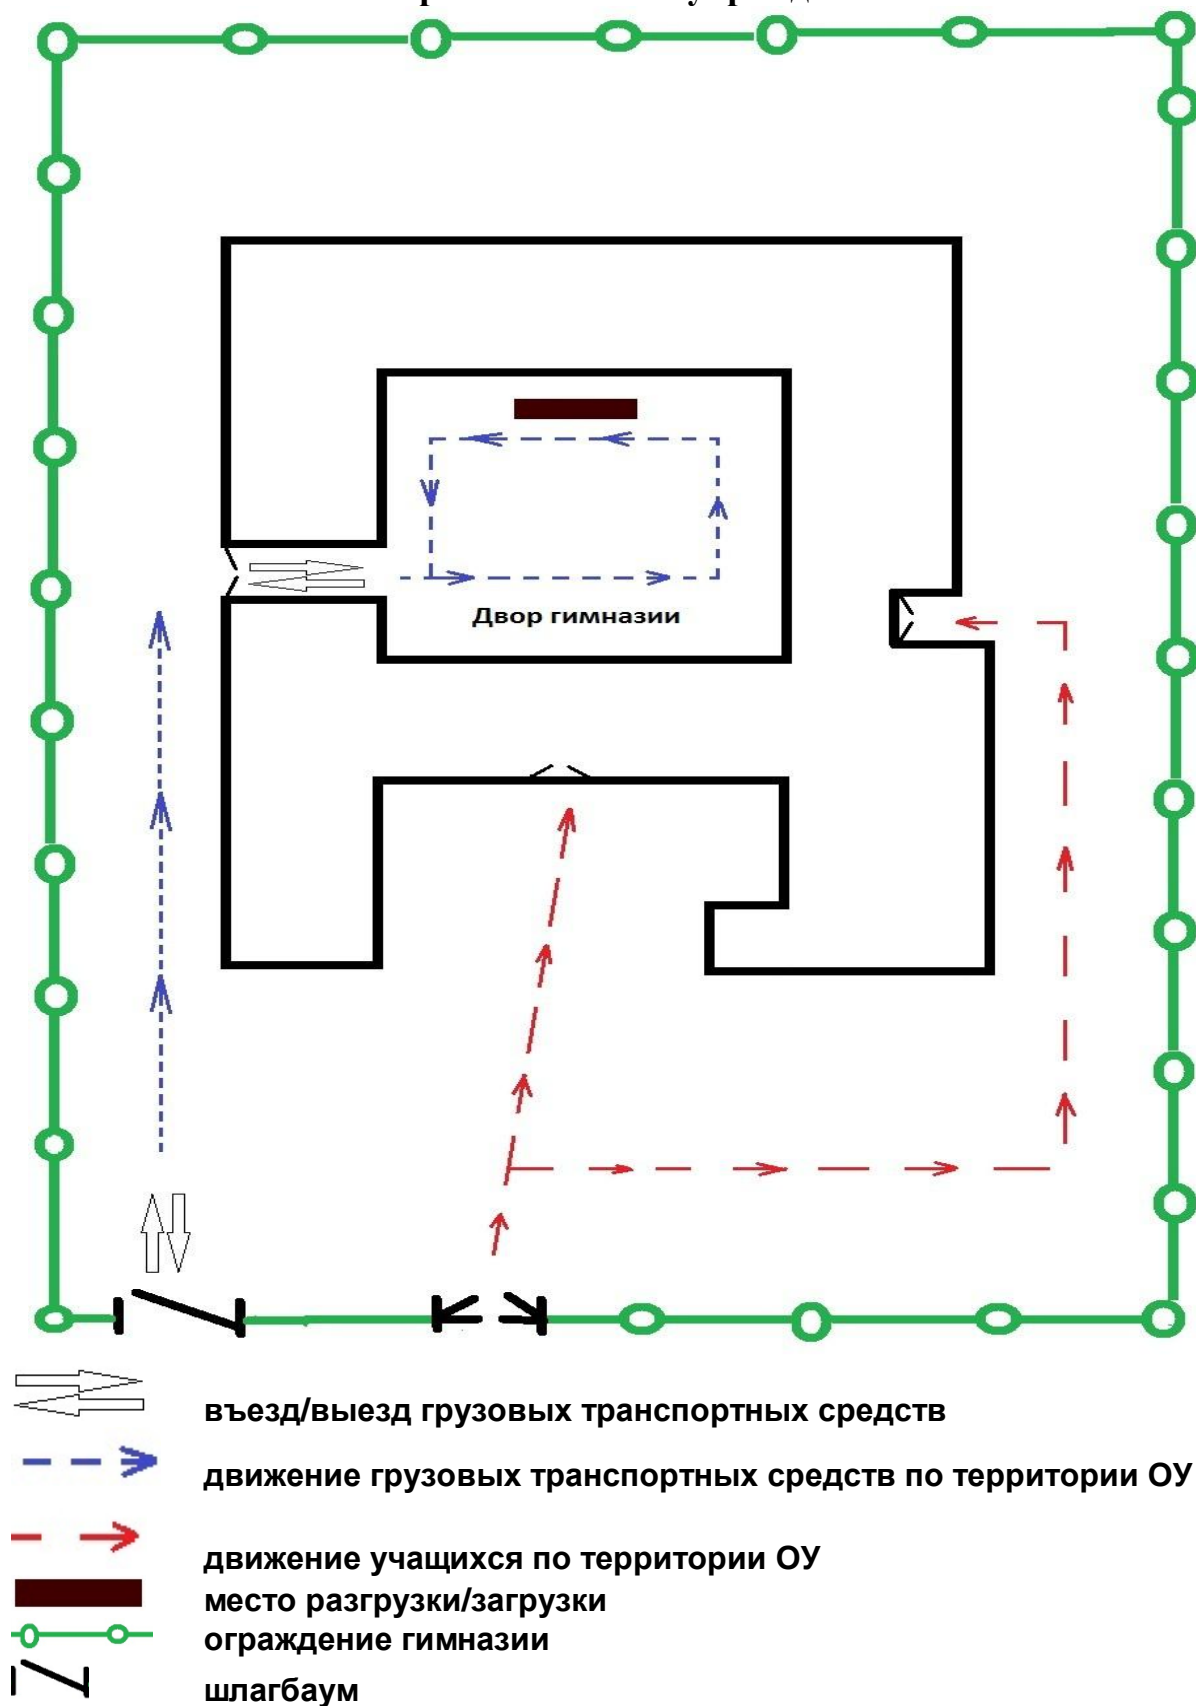 Двор гимназии
въезд/выезд грузовых транспортных средств
движение грузовых транспортных средств по территории ОУ
движение учащихся по территории ОУ
место разгрузки/загрузки
ограждение гимназии
шлагбаум